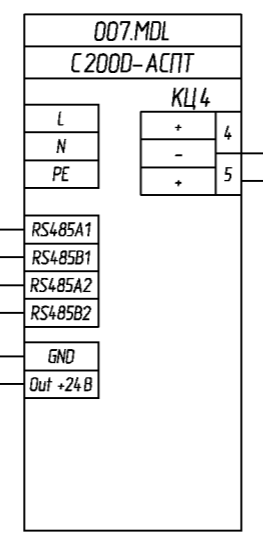 007.MDL
С2000-АСПТ
КЦ4
L
N
PE
+
-
+
4
5
RS485A1
RS485B1
RS485A2
RS485B2
GND
Out +24В